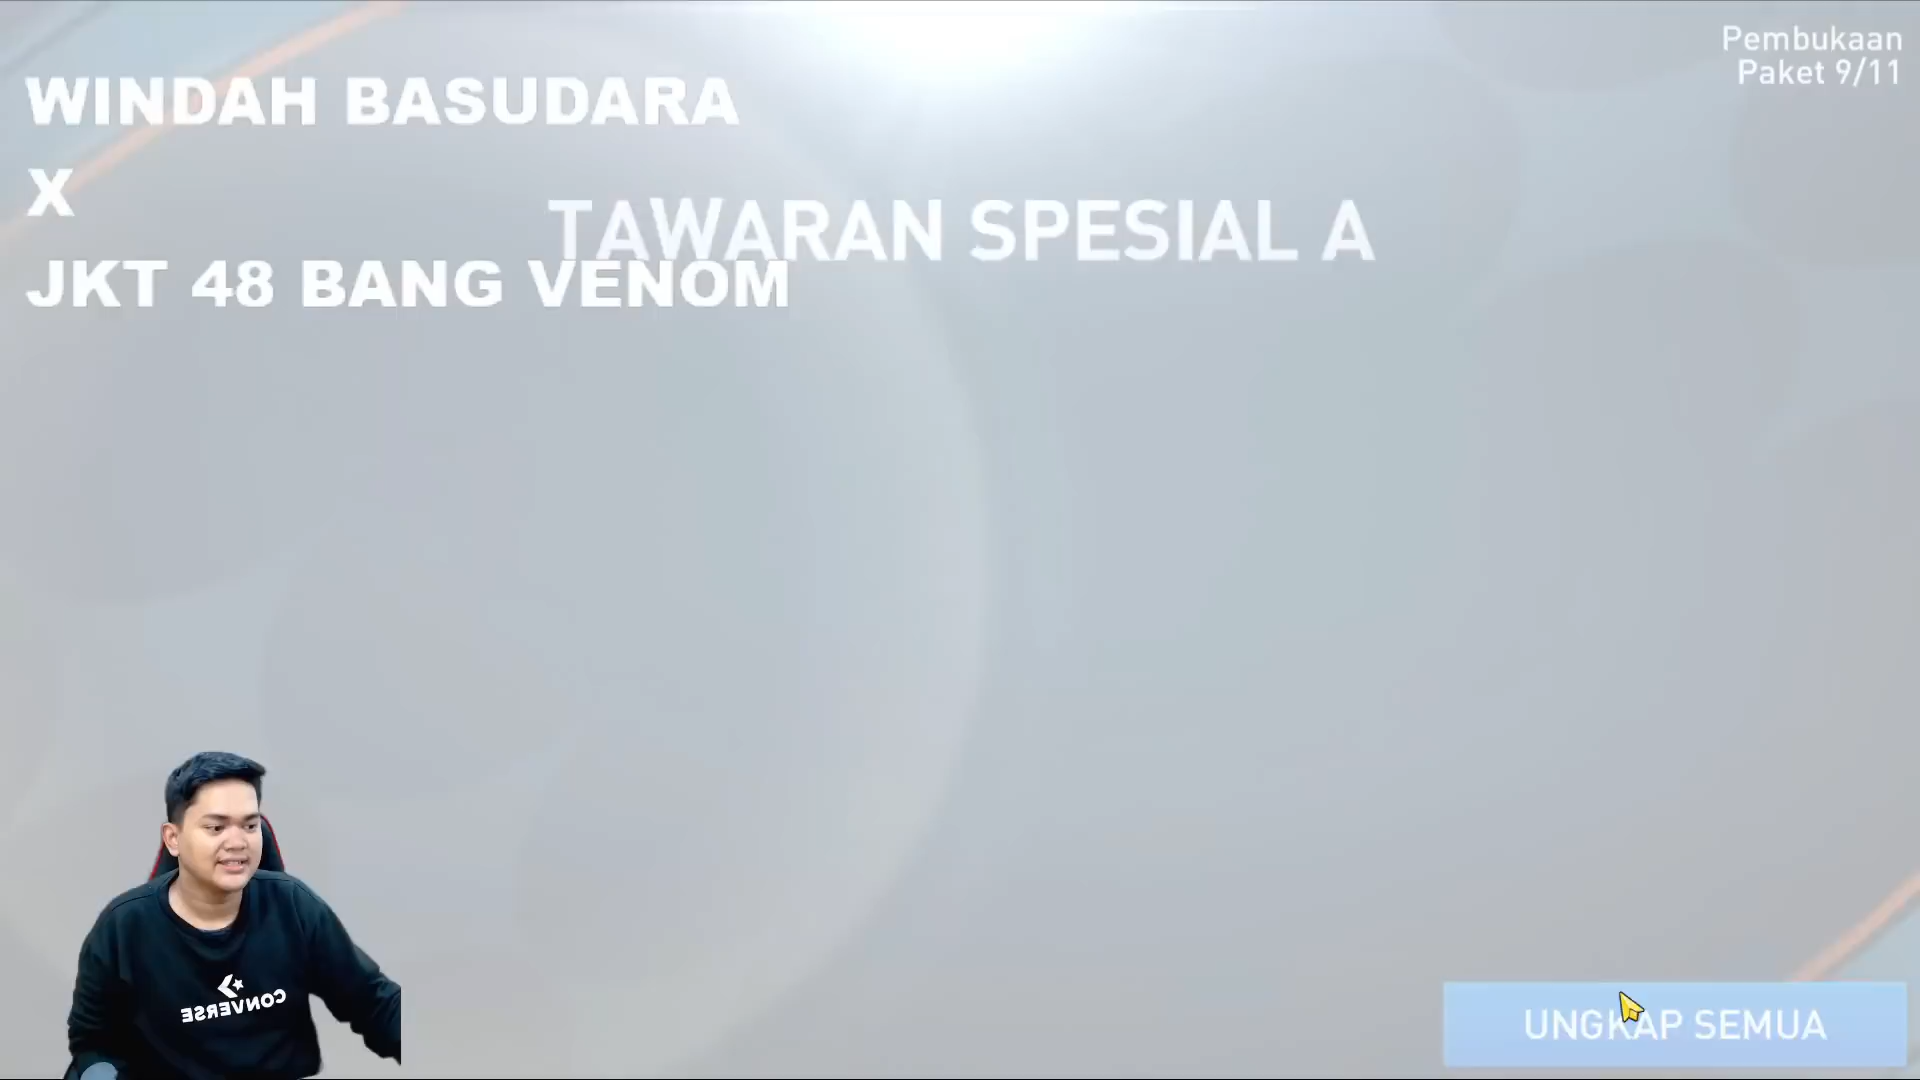 Pembukaan
Paket 9/11
WINDAH BASUDARA
X
TAWARAN SPESIAL A
JKT 48 BANG VENOM
CONVERSE
UNGKAP SEMUA